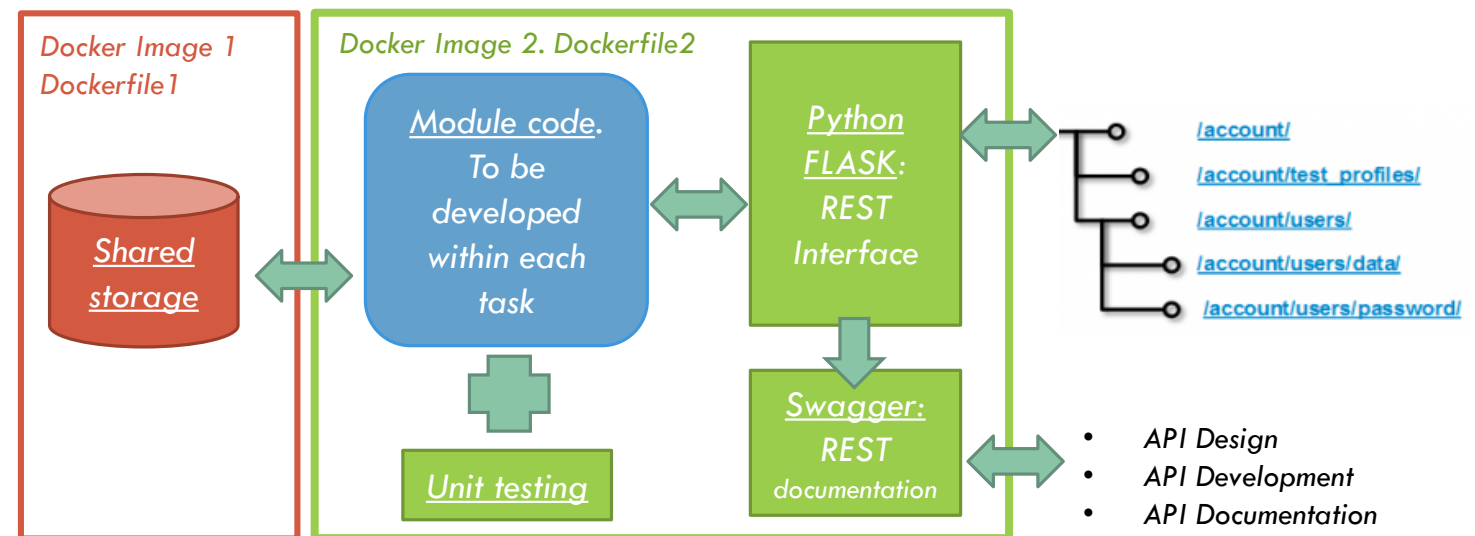 Docker Image 1
Dockerfile1
Shared
storage
Docker Image 2. Dockerfile2
Module code.
To be
developed
within each
task
Unit testing
Python
FLASK:
REST
Interface
Swagger:
REST
documentation
/account/
/account/test_profiles/
/account/users/
/account/users/data/
/account/users/password/
• API Design
• API Development
• API Documentation